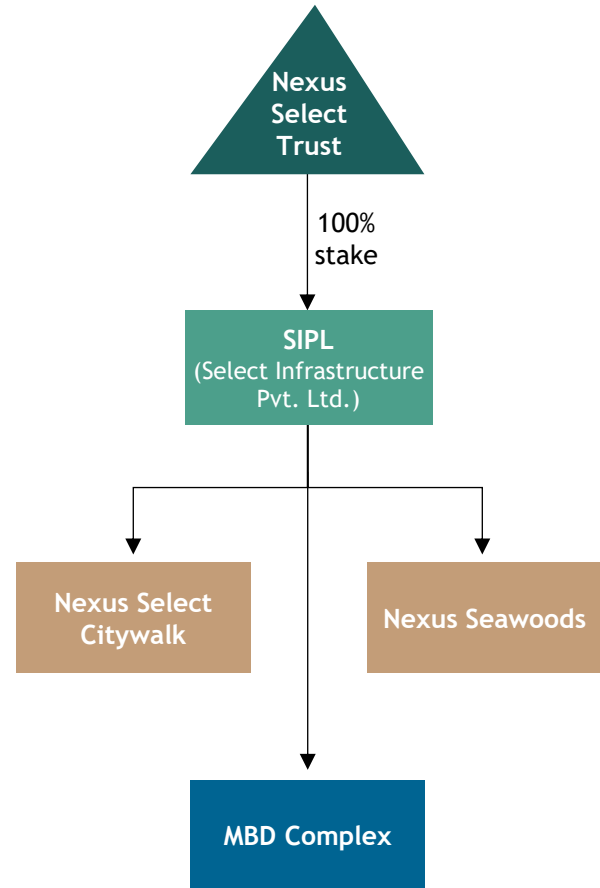 Nexus
Select
Trust
100%
stake
SIPL
(Select Infrastructure
Pvt. Ltd.)
Nexus Select
Citywalk
Nexus Seawoods
MBD Complex